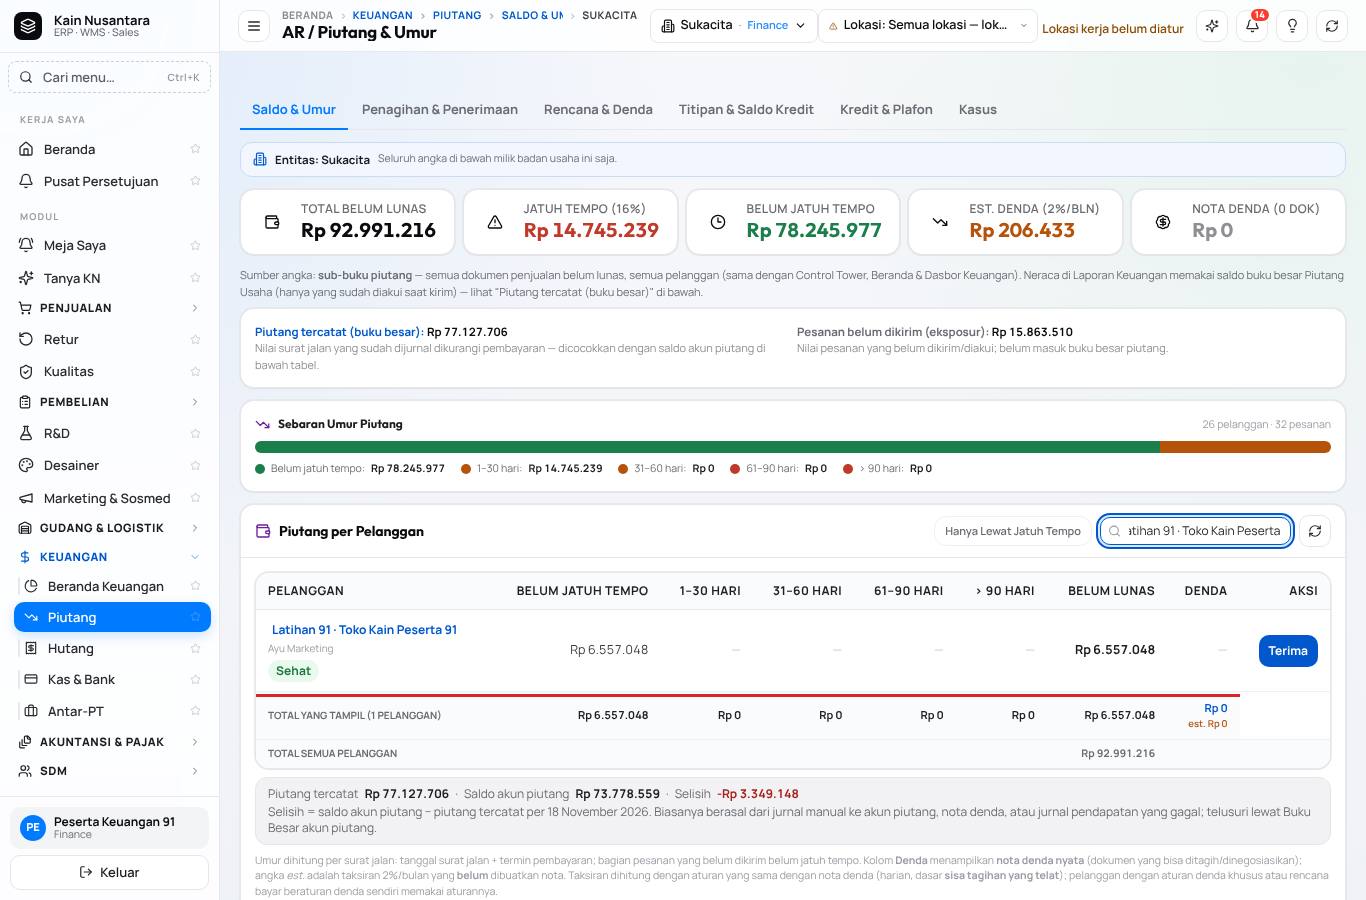 Kain Nusantara
ERP · WMS · Sales
Cari menu... Ctrl+K
KERJA SAYA
Beranda
Pusat Persetujuan
MODUL
Meja Saya
Tanya KN
PENJUALAN
Retur
Kualitas
PEMBELIAN
R&D
Desainer
Marketing & Sosmed
GUDANG & LOGISTIK
KEUANGAN
Beranda Keuangan
Piutang
Hutang
Kas & Bank
Antar-PT
AKUNTANSI & PAJAK
SDM
PE Peserta Keuangan 91
Finance
Keluar
BERANDA > KEUANGAN > PIUTANG > SALDO & UM > SUKACITA
AR / Piutang & Umur
Sukacita · Finance
Lokasi: Semua lokasi — lok...
Lokasi kerja belum diatur
14
Saldo & Umur Penagihan & Penerimaan Rencana & Denda Titipan & Saldo Kredit Kredit & Plafon Kasus
Entitas: Sukacita Seluruh angka di bawah milik badan usaha ini saja.
TOTAL BELUM LUNAS
Rp 92.991.216
JATUH TEMPO (16%)
Rp 14.745.239
BELUM JATUH TEMPO
Rp 78.245.977
EST. DENDA (2%/BLN)
Rp 206.433
NOTA DENDA (0 DOK)
Rp 0
Sumber angka: sub-buku piutang — semua dokumen penjualan belum lunas, semua pelanggan (sama dengan Control Tower, Beranda & Dasbor Keuangan). Neraca di Laporan Keuangan memakai saldo buku besar Piutang
Usaha (hanya yang sudah diakui saat kirim) — lihat "Piutang tercatat (buku besar)" di bawah.
Piutang tercatat (buku besar): Rp 77.127.706
Nilai surat jalan yang sudah dijurnal dikurangi pembayaran — dicocokkan dengan saldo akun piutang di
bawah tabel.
Pesanan belum dikirim (eksposur): Rp 15.863.510
Nilai pesanan yang belum dikirim/diakui; belum masuk buku besar piutang.
Sebaran Umur Piutang 26 pelanggan · 32 pesanan
Belum jatuh tempo: Rp 78.245.977 1–30 hari: Rp 14.745.239 31–60 hari: Rp 0 61–90 hari: Rp 0 > 90 hari: Rp 0
Piutang per Pelanggan Hanya Lewat Jatuh Tempo atihan 91 · Toko Kain Peserta
PELANGGAN BELUM JATUH TEMPO 1–30 HARI 31–60 HARI 61–90 HARI > 90 HARI BELUM LUNAS DENDA AKSI
Latihan 91 · Toko Kain Peserta 91
Ayu Marketing
Sehat
Rp 6.557.048 — — — — Rp 6.557.048 — Terima
TOTAL YANG TAMPIL (1 PELANGGAN) Rp 6.557.048 Rp 0 Rp 0 Rp 0 Rp 0 Rp 6.557.048 Rp 0
est. Rp 0
TOTAL SEMUA PELANGGAN Rp 92.991.216
Piutang tercatat Rp 77.127.706 · Saldo akun piutang Rp 73.778.559 · Selisih -Rp 3.349.148
Selisih = saldo akun piutang − piutang tercatat per 18 November 2026. Biasanya berasal dari jurnal manual ke akun piutang, nota denda, atau jurnal pendapatan yang gagal; telusuri lewat Buku
Besar akun piutang.
Umur dihitung per surat jalan: tanggal surat jalan + termin pembayaran; bagian pesanan yang belum dikirim belum jatuh tempo. Kolom Denda menampilkan nota denda nyata (dokumen yang bisa ditagih/dinegosiasikan);
angka est. adalah taksiran 2%/bulan yang belum dibuatkan nota. Taksiran dihitung dengan aturan yang sama dengan nota denda (harian, dasar sisa tagihan yang telat); pelanggan dengan aturan denda khusus atau rencana
bayar beraturan denda sendiri memakai aturannya.